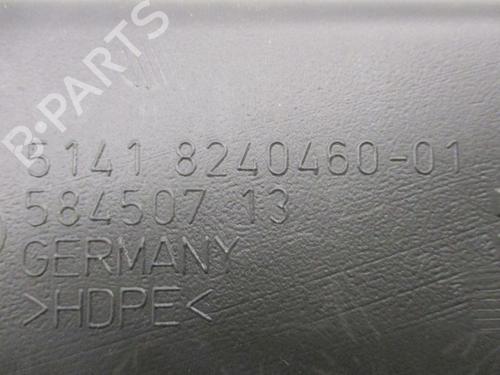 B-PARTS
5141 8240460-01
584507 13
GERMANY
>HDPE<